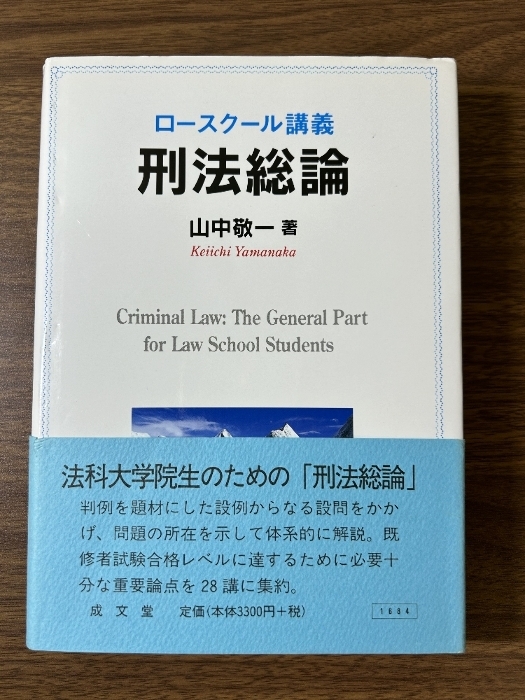 ロースクール講義
刑法総論
山中敬一 著
Keiichi Yamanaka
Criminal Law: The General Part
for Law School Students
法科大学院生のための「刑法総論」
判例を題材にした設例からなる設問をかか
げ、問題の所在を示して体系的に解説。既
修者試験合格レベルに達するために必要十
分な重要論点を28講に集約。
成文堂 定価(本体3300円+税)
1684